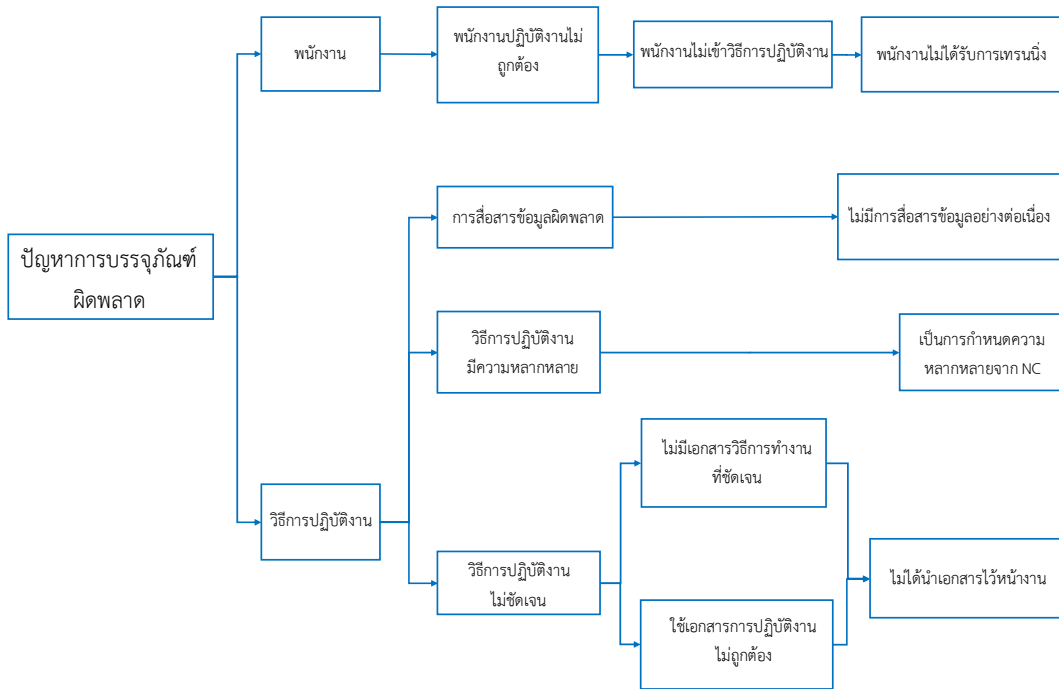 พนักงาน
พนักงานปฏิบัติงานไม่
ถูกต้อง
พนักงานไม่เข้าวิธีการปฏิบัติงาน
พนักงานไม่ได้รับการเทรนนิ่ง
การสื่อสารข้อมูลผิดพลาด
ไม่มีการสื่อสารข้อมูลอย่างต่อเนื่อง
ปัญหาการบรรจุภัณฑ์
ผิดพลาด
วิธีการปฏิบัติงาน
มีความหลากหลาย
เป็นการกำหนดความ
หลากหลายจาก NC
วิธีการปฏิบัติงาน
วิธีการปฏิบัติงาน
ไม่ชัดเจน
ไม่มีเอกสารวิธีการทำงาน
ที่ชัดเจน
ใช้เอกสารการปฏิบัติงาน
ไม่ถูกต้อง
ไม่ได้นำเอกสารไว้หน้างาน